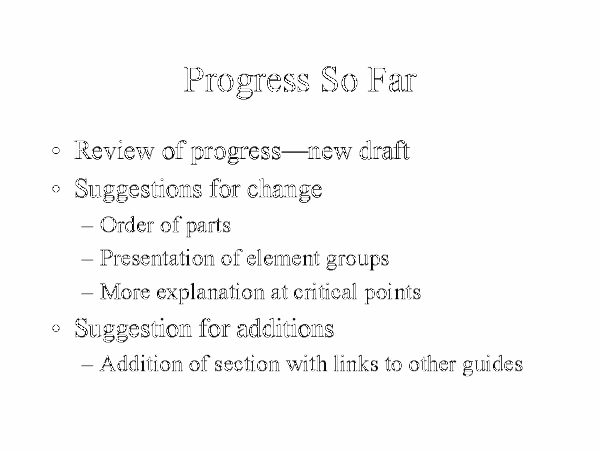 Progress So Far
◦ Review of progress—new draft
◦ Suggestions for change
– Order of parts
– Presentation of element groups
– More explanation at critical points
◦ Suggestion for additions
– Addition of section with links to other guides